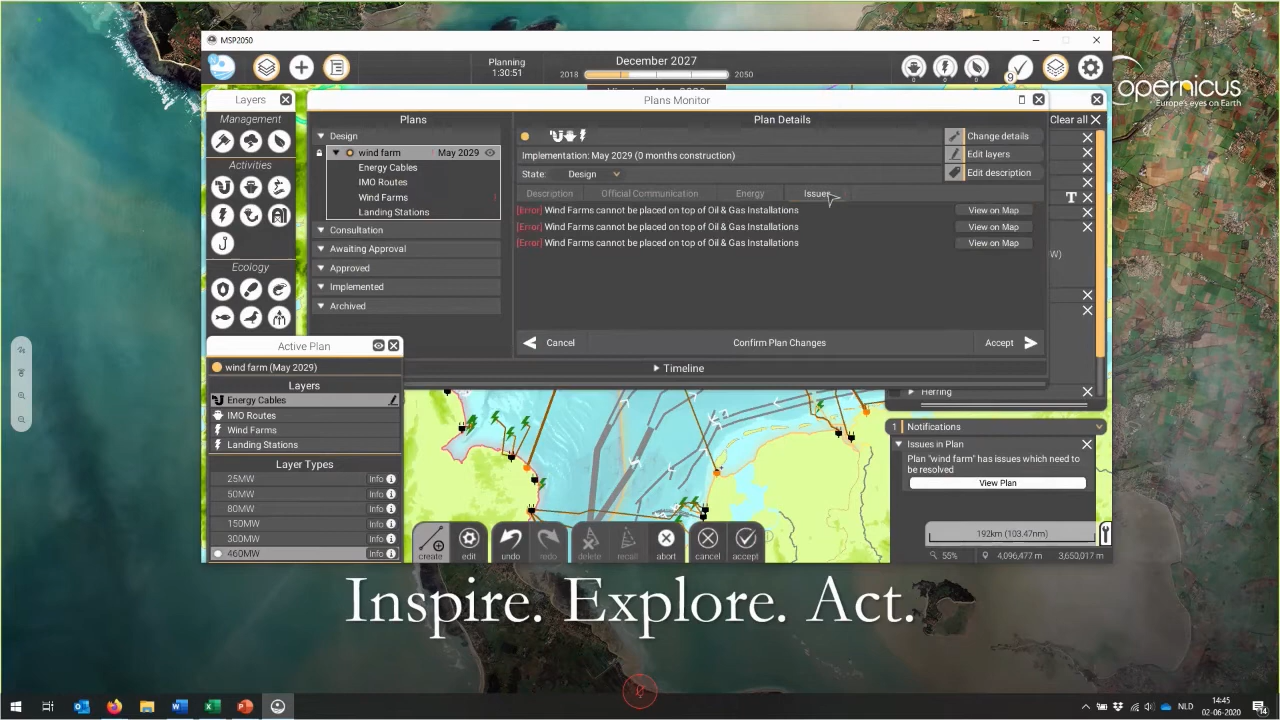 MSP2050
Planning
1:30:51
December 2027
2018
2050
9
opernicus
Europe's eyes on Earth
Layers
Management
Activities
Ecology
Plans Monitor
Clear all
Plans
Design
wind farm
May 2029
Energy Cables
IMO Routes
Wind Farms
Landing Stations
Consultation
Awaiting Approval
Approved
Implemented
Archived
Plan Details
Change details
Implementation: May 2029 (0 months construction)
Edit layers
State: Design
Edit description
Description
Official Communication
Energy
Issues
[Error] Wind Farms cannot be placed on top of Oil & Gas Installations
View on Map
[Error] Wind Farms cannot be placed on top of Oil & Gas Installations
View on Map
[Error] Wind Farms cannot be placed on top of Oil & Gas Installations
View on Map
W)
Cancel
Confirm Plan Changes
Accept
Timeline
Active Plan
wind farm (May 2029)
Layers
Energy Cables
IMO Routes
Wind Farms
Landing Stations
Layer Types
25MW Info
50MW Info
80MW Info
150MW Info
300MW Info
460MW Info
Herring
1 Notifications
Issues in Plan
Plan "wind farm" has issues which need to
be resolved
View Plan
192km (103.47nm)
55%
4,096,477 m
3,650,017 m
create
edit
undo
redo
delete
recall
abort
cancel
accept
Inspire. Explore. Act.
NLD
14:45
02-06-2020
14